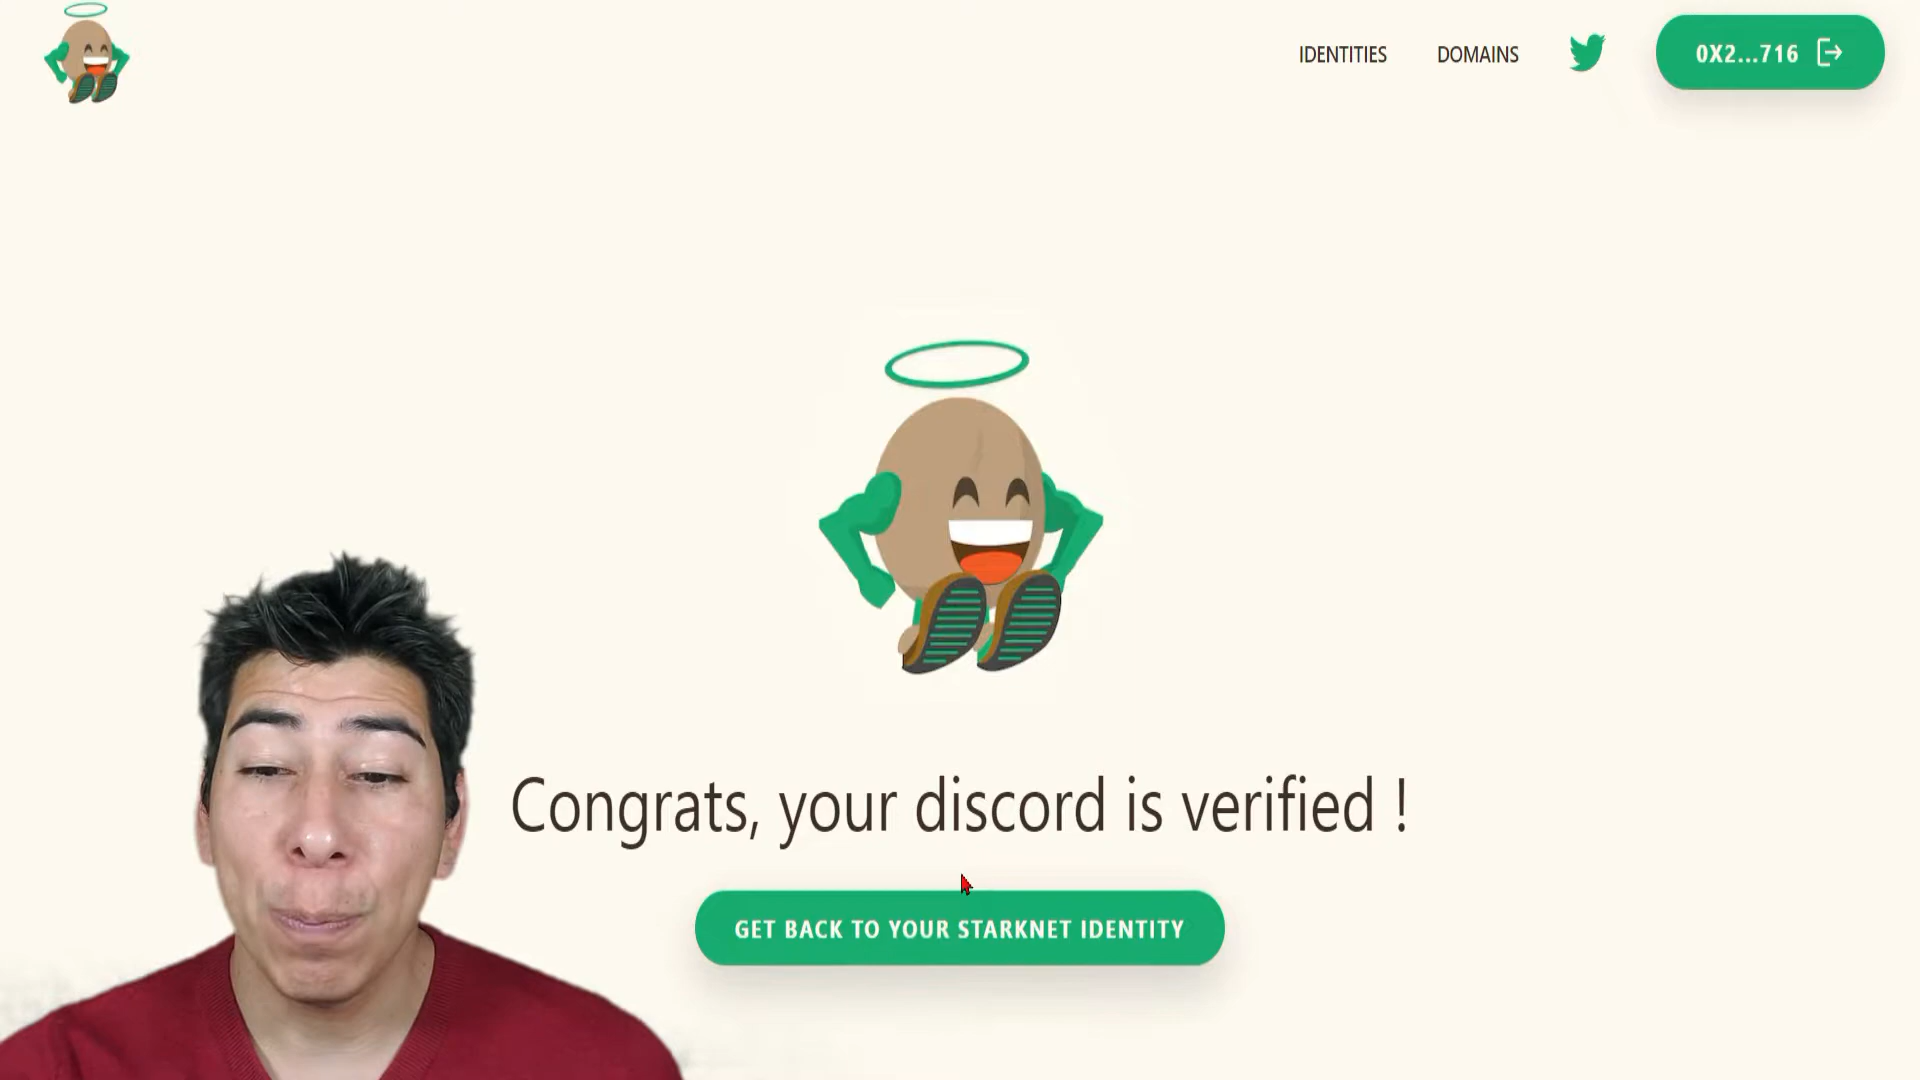 IDENTITIES
DOMAINS
0X2...716
Congrats, your discord is verified !
GET BACK TO YOUR STARKNET IDENTITY